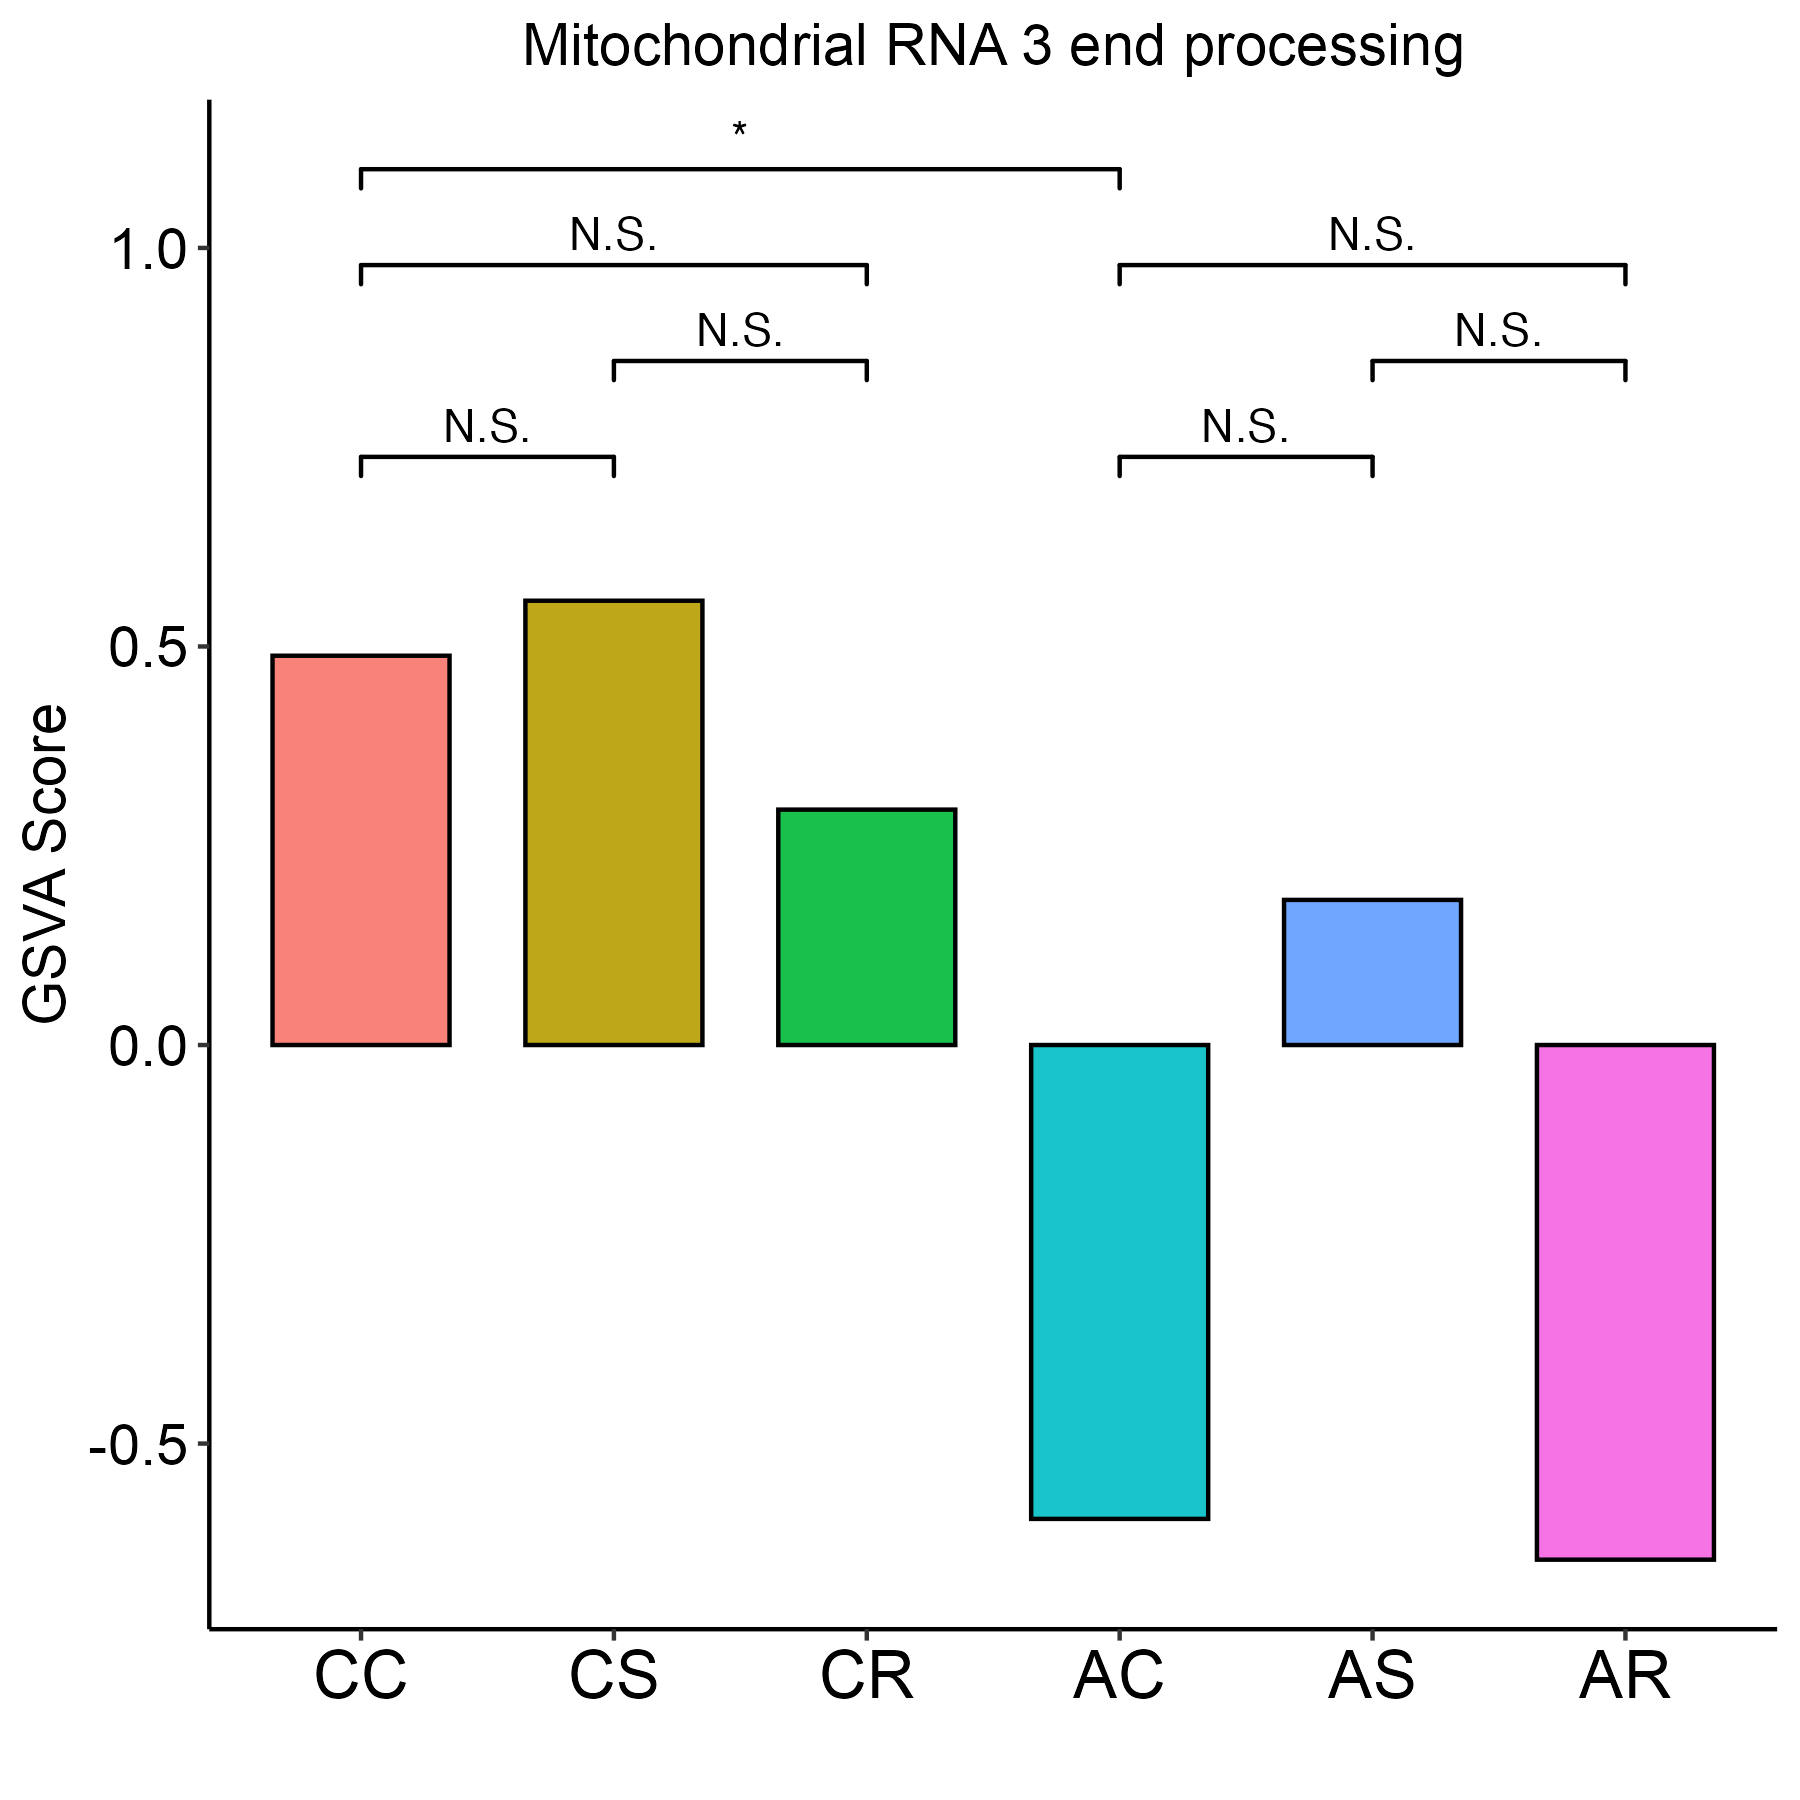 Mitochondrial RNA 3 end processing
*
N.S.
N.S.
N.S.
N.S.
N.S.
N.S.
1.0
0.5
0.0
-0.5
GSVA Score
CC
CS
CR
AC
AS
AR